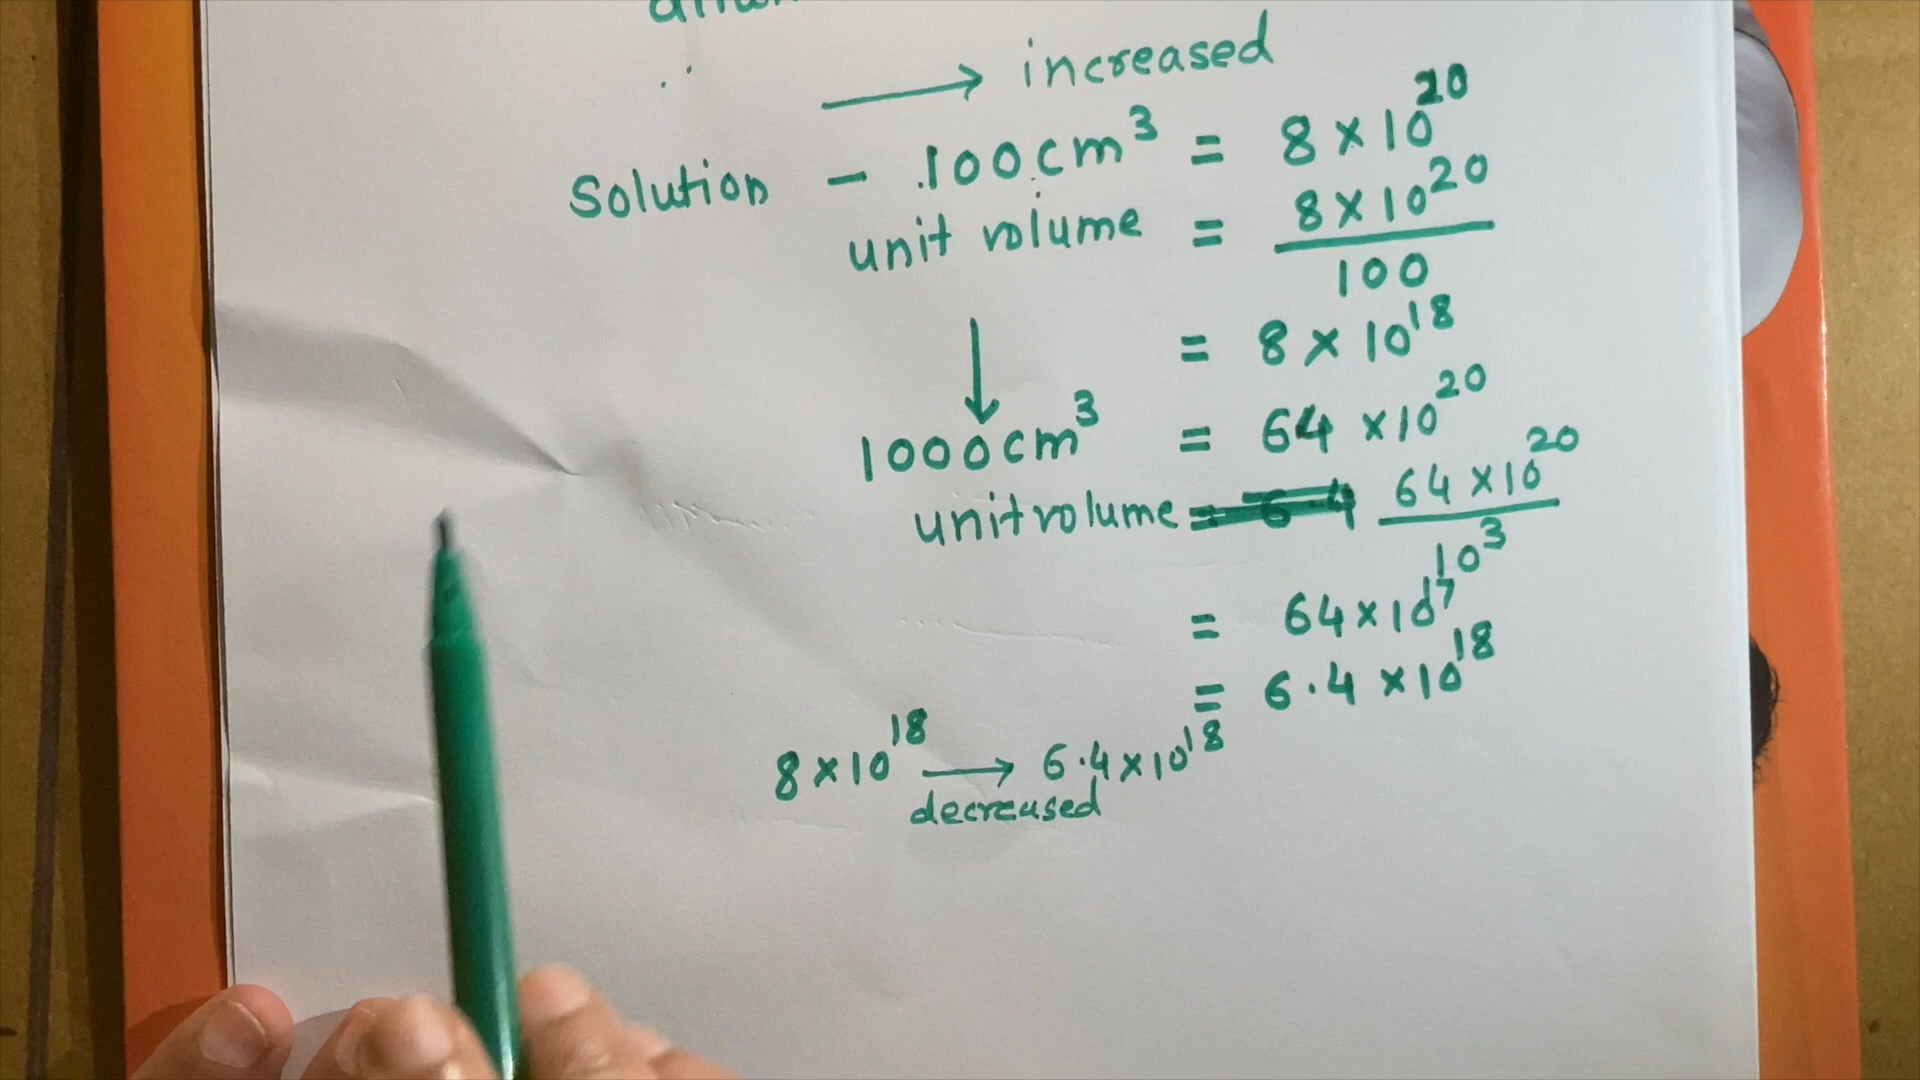 ⟶ increased
Solution – 100cm³ = 8 × 10²⁰
unit volume = 8 × 10²⁰ / 100
= 8 × 10¹⁸
↓
1000cm³ = 64 × 10²⁰
unit volume 64 × 10²⁰ / 10³
= 64 × 10¹⁷
= 6.4 × 10¹⁸
8 × 10¹⁸ ⟶ 6.4 × 10¹⁸
decreased